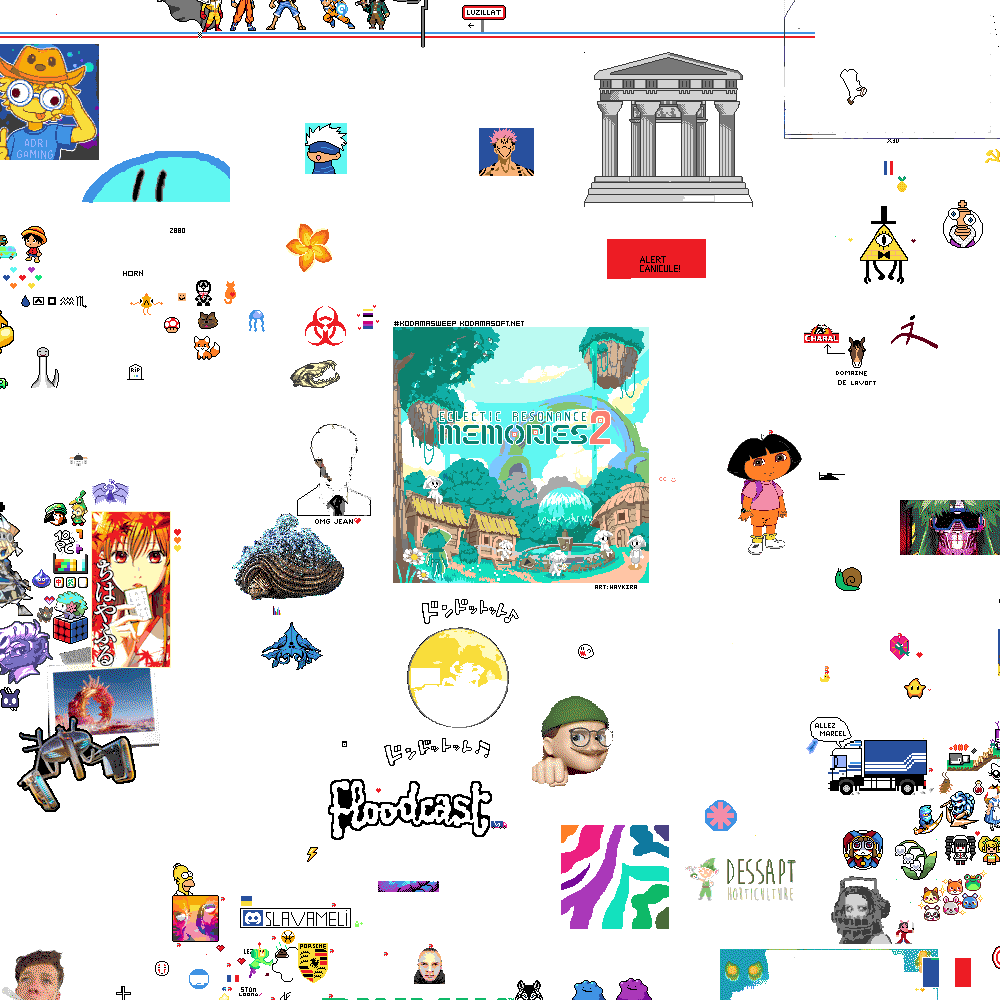 LUZILLAT
ADRI
GAMING
X3D
2880
HORN
ALERT
CANICULE!
#KODAMASWEEP KODAMASOFT.NET
CHARAL
RIP
DOMAINE
DE LAVORT
ECLECTIC RESONANCE
MEMORIES 2
OMG JEAN
ART: WAYKIRA
ちはやふる
ドンドットット♪
ドンドットット♫
ALLEZ
MARCEL
Floodcast
DESSAPT
HORTICULTURE
SLAVAMELI
PORSCHE